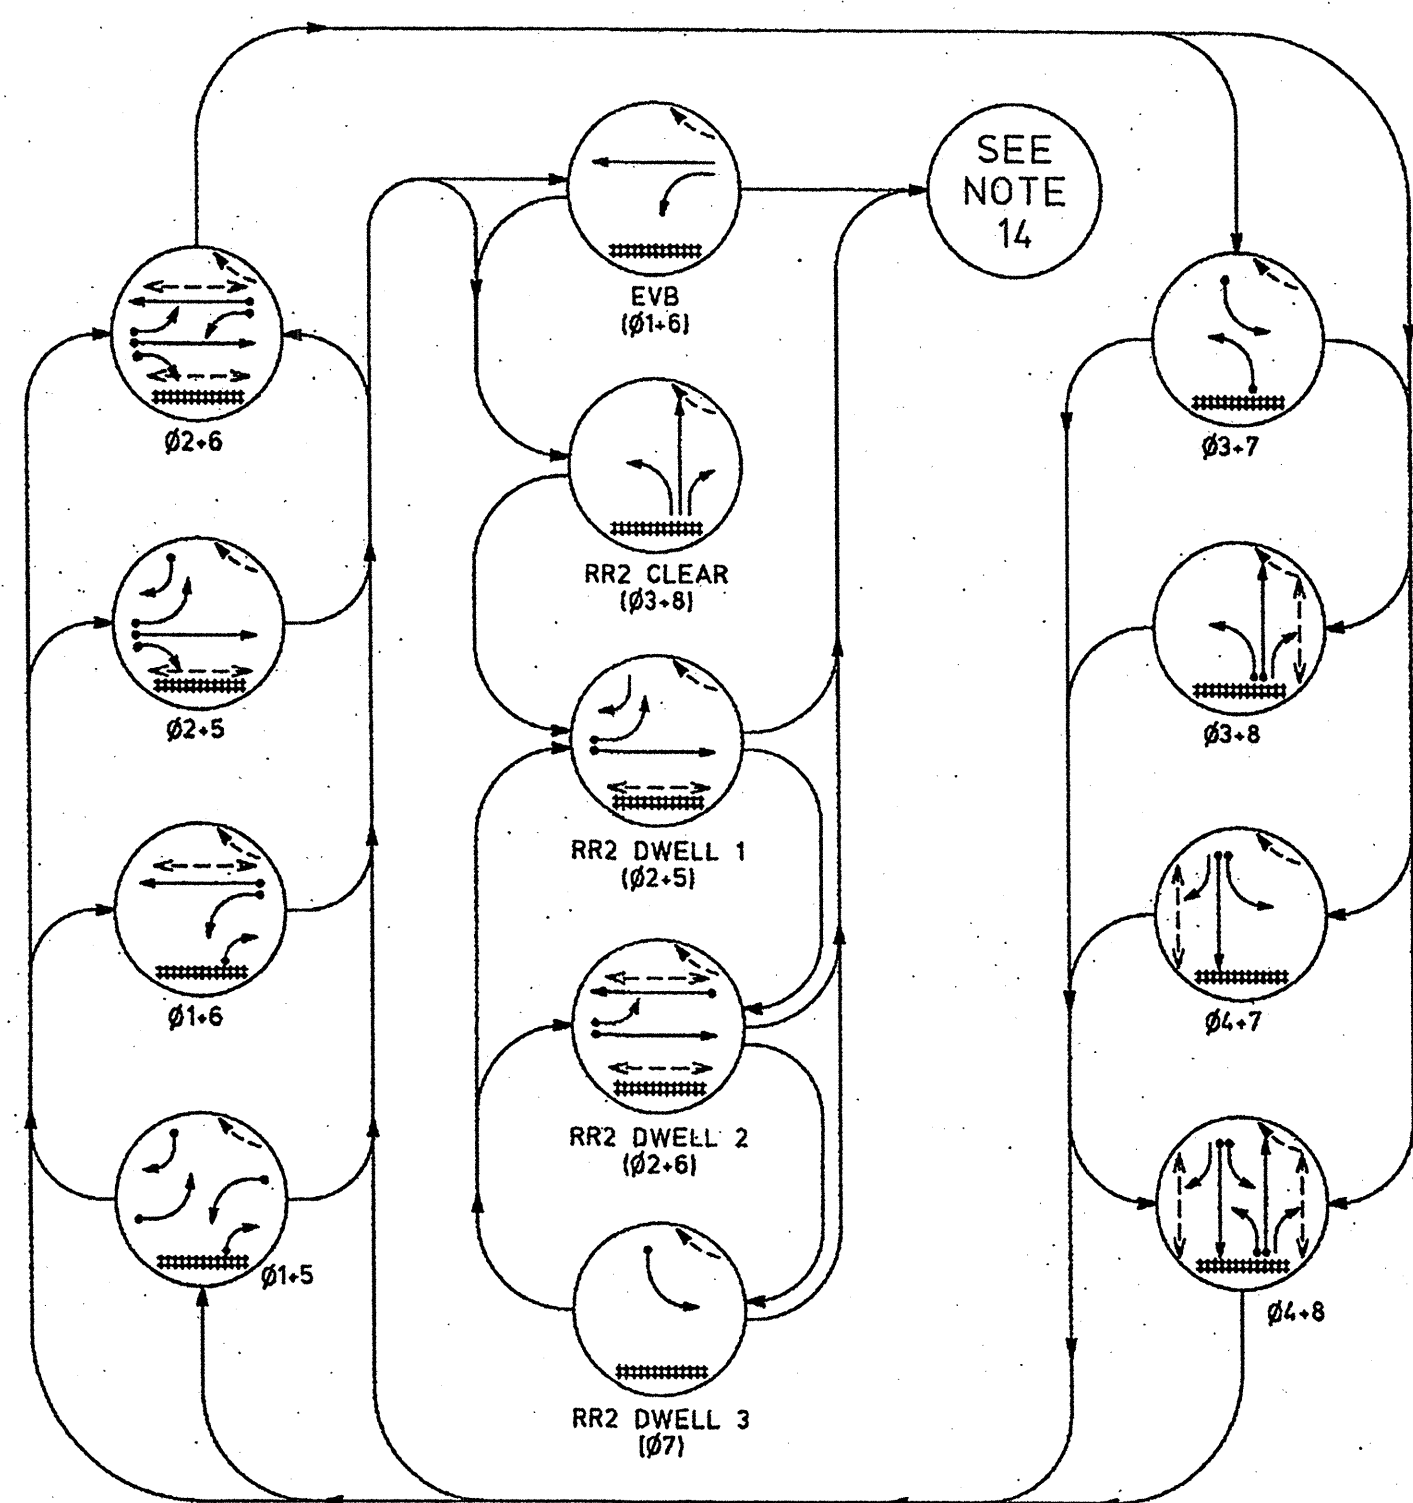 SEE
NOTE
14
EVB
(Ø1+6)
Ø2+6
Ø3+7
RR2 CLEAR
(Ø3+8)
Ø2+5
Ø3+8
RR2 DWELL 1
(Ø2+5)
Ø1+6
Ø4+7
RR2 DWELL 2
(Ø2+6)
Ø1+5
Ø4+8
RR2 DWELL 3
(Ø7)